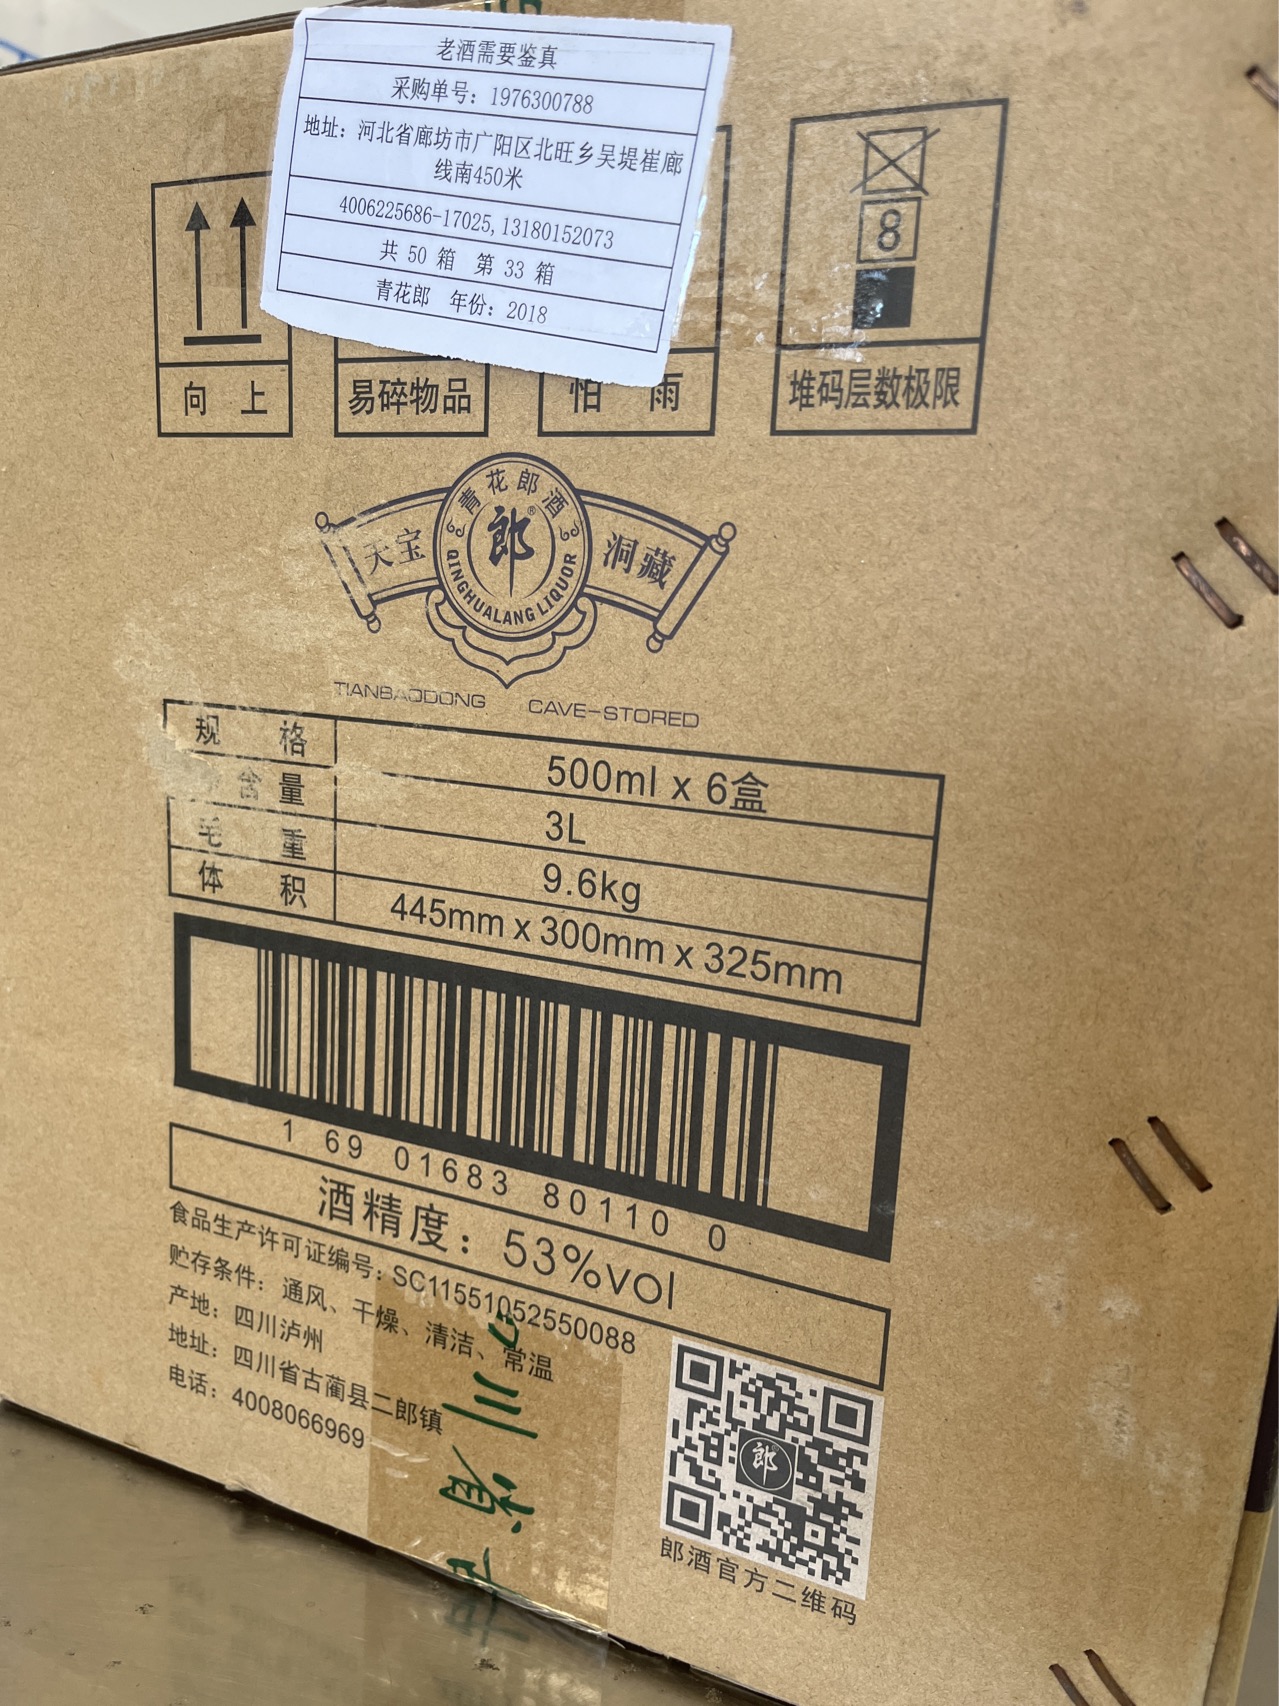 老酒需要鉴真
采购单号：1976300788
地址：河北省廊坊市广阳区北旺乡吴堤崔廊
线南450米
4006225686-17025,13180152073
共 50 箱 第 33 箱
青花郎 年份：2018
8
向 上
易碎物品
怕 雨
堆码层数极限
青花郎酒
天宝
郎®
洞藏
QINGHUALANG LIQUOR
TIANBAODONG CAVE-STORED
规 格 500ml x 6盒
含量 3L
毛 重 9.6kg
体 积 445mm x 300mm x 325mm
1 69 01683 80110 0
酒精度：53%vol
食品生产许可证编号：SC11551052550088
贮存条件：通风、干燥、清洁、常温
产地：四川泸州
地址：四川省古蔺县二郎镇
电话：4008066969
川省古
郎
郎酒官方二维码